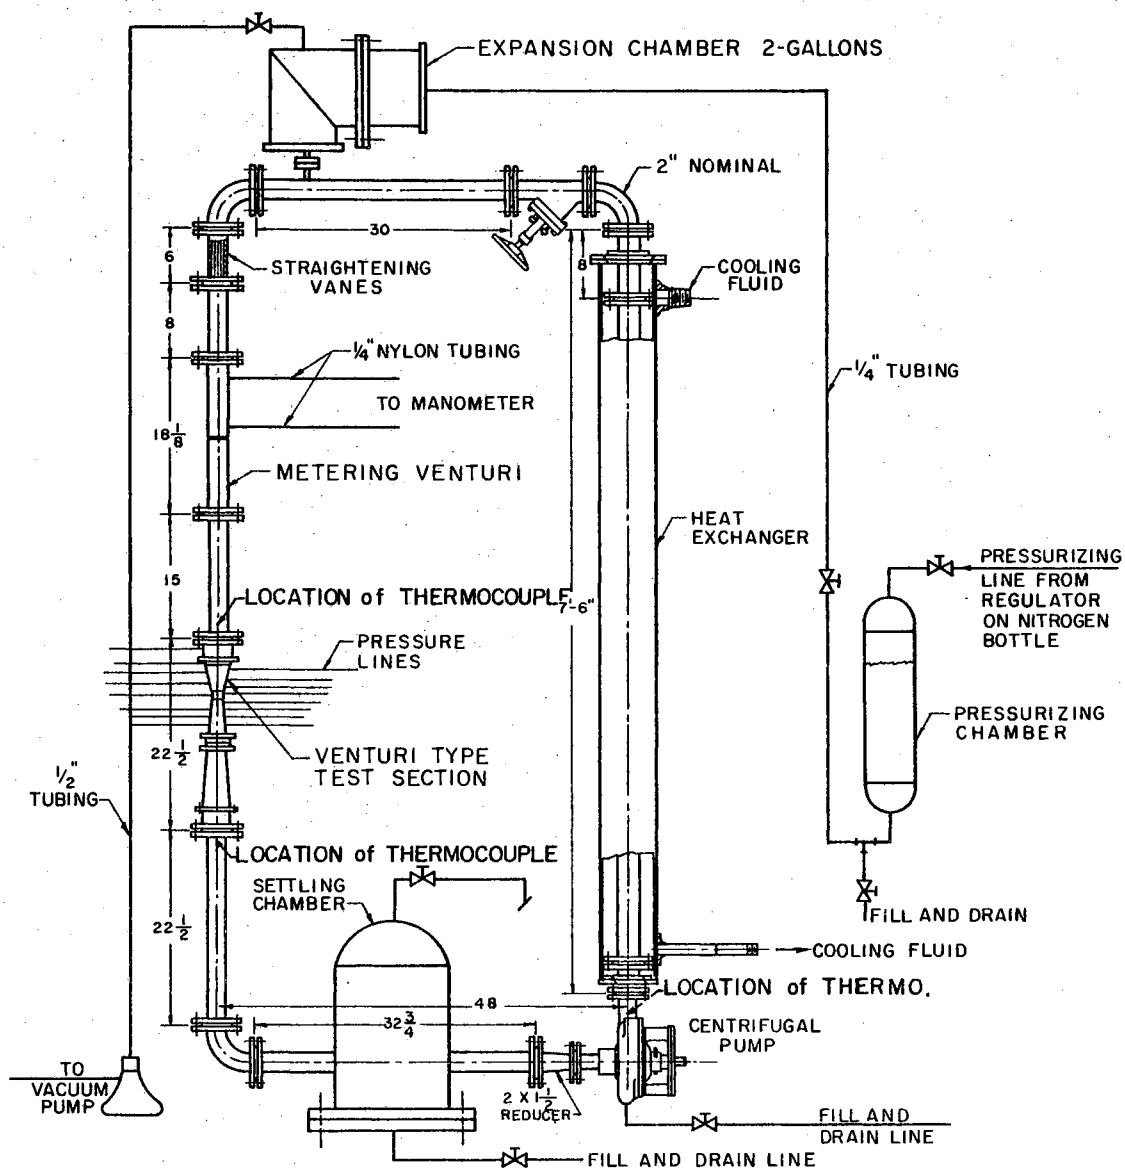 EXPANSION CHAMBER 2-GALLONS
2" NOMINAL
30
6
STRAIGHTENING
VANES
8
COOLING
FLUID
8
1/4" NYLON TUBING
TO MANOMETER
1/4" TUBING
18 1/8
METERING VENTURI
HEAT
EXCHANGER
PRESSURIZING
LINE FROM
REGULATOR
ON NITROGEN
BOTTLE
15
LOCATION of THERMOCUPLE
7'-6"
PRESSURE
LINES
PRESSURIZING
CHAMBER
22 1/2
VENTURI TYPE
TEST SECTION
1/2"
TUBING
LOCATION of THERMOCUPLE
SETTLING
CHAMBER
FILL AND DRAIN
22 1/2
COOLING FLUID
LOCATION of THERMO.
48
32 3/4
CENTRIFUGAL
PUMP
TO
VACUUM
PUMP
2 X 1 1/2
REDUCER
FILL AND
DRAIN LINE
FILL AND DRAIN LINE